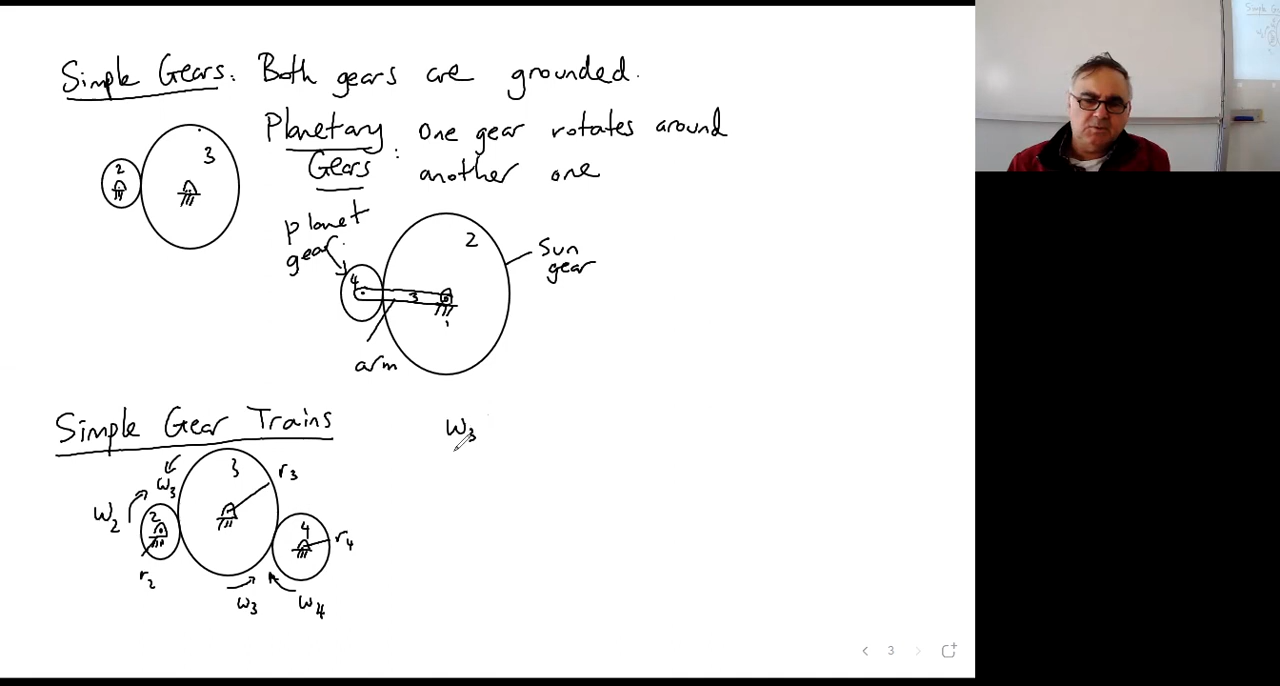 Simple Gears: Both gears are grounded.
Planetary Gears: one gear rotates around
another one
2
3
planet
gear
4
3
2
1
sun
gear
arm
Simple Gear Trains
ω3
ω3
3
r3
ω2
2
4
r4
r2
ω3
ω4
3